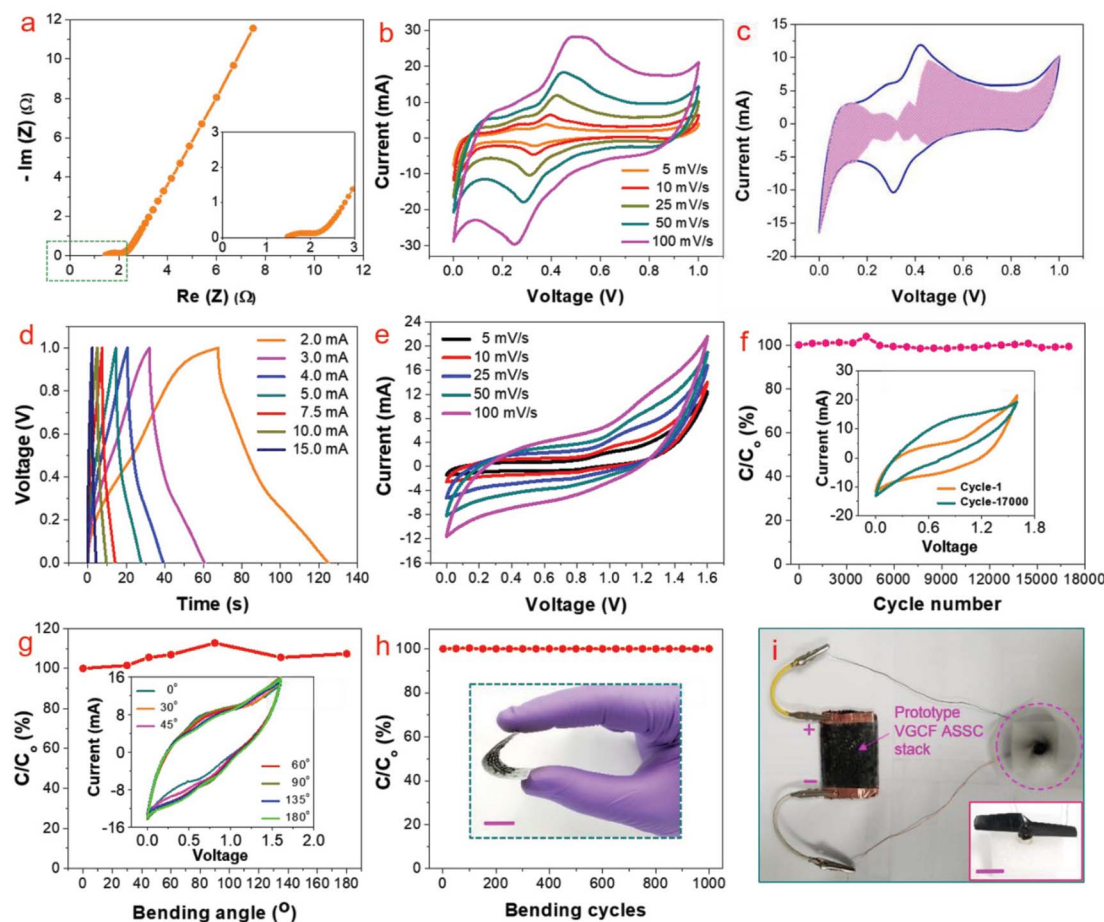 a
12
10
8
6
4
2
0
- Im (Z) (Ω)
3
2
1
0
0 1 2 3
0 2 4 6 8 10 12
Re (Z) (Ω)
b
30
20
10
0
-10
-20
-30
Current (mA)
5 mV/s
10 mV/s
25 mV/s
50 mV/s
100 mV/s
0.0 0.2 0.4 0.6 0.8 1.0
Voltage (V)
c
15
10
5
0
-5
-10
-15
-20
Current (mA)
0.0 0.2 0.4 0.6 0.8 1.0
Voltage (V)
d
1.0
0.8
0.6
0.4
0.2
0.0
Voltage (V)
2.0 mA
3.0 mA
4.0 mA
5.0 mA
7.5 mA
10.0 mA
15.0 mA
0 20 40 60 80 100 120 140
Time (s)
e
24
20
16
12
8
4
0
-4
-8
-12
-16
Current (mA)
5 mV/s
10 mV/s
25 mV/s
50 mV/s
100 mV/s
0.0 0.2 0.4 0.6 0.8 1.0 1.2 1.4 1.6
Voltage (V)
f
120
100
80
60
40
20
0
C/Co (%)
30
20
10
0
-10
-20
Current (mA)
Cycle-1
Cycle-17000
0.0 0.6 1.2 1.8
Voltage
0 3000 6000 9000 12000 15000 18000
Cycle number
g
120
100
80
60
40
20
0
C/Co (%)
16
8
0
-8
-16
Current (mA)
0°
30°
45°
60°
90°
135°
180°
0.0 0.5 1.0 1.5 2.0
Voltage
0 20 40 60 80 100 120 140 160 180
Bending angle (°)
h
100
80
60
40
20
0
C/Co (%)
0 200 400 600 800 1000
Bending cycles
i
Prototype
VGCF ASSC
stack
+
-